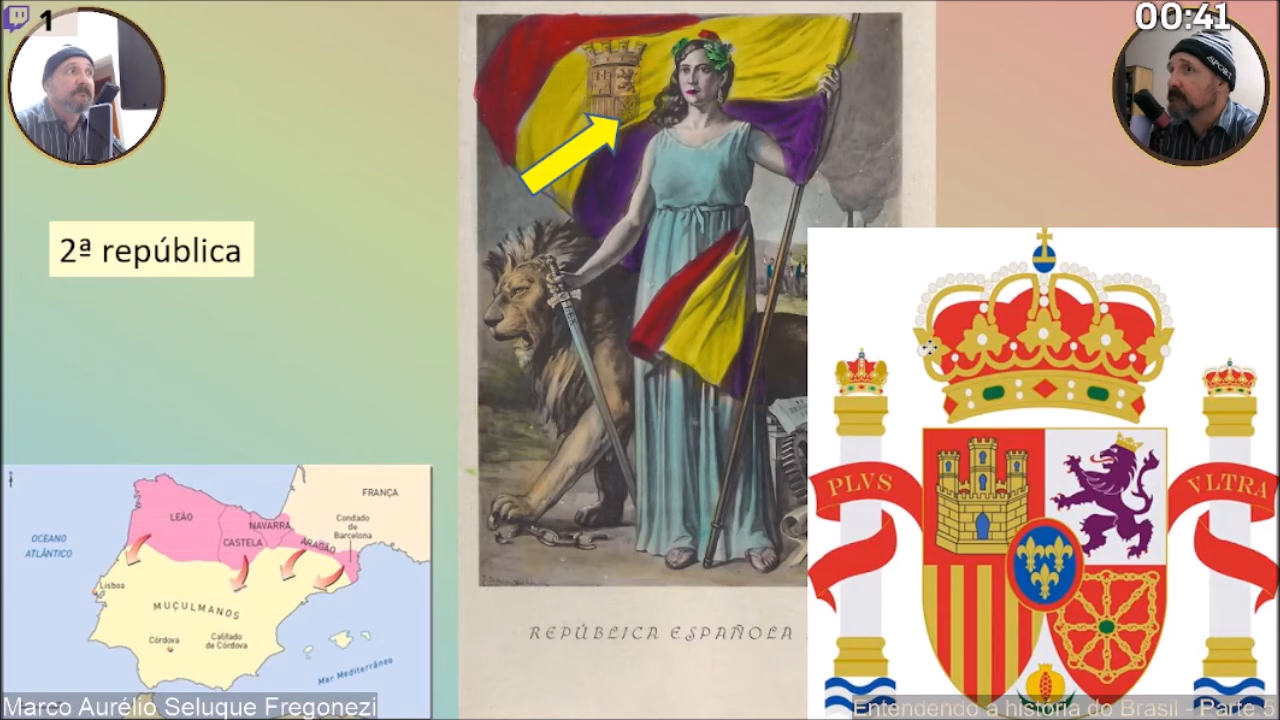 1
00:41
2ª república
REPÚBLICA ESPAÑOLA
PLVS
VLTRA
FRANÇA
LEÃO
NAVARRA
Condado
de
Barcelona
CASTELA
ARAGÃO
OCEANO
ATLÂNTICO
Lisboa
MUÇULMANOS
Córdova
Califado
de Córdova
Mar Mediterrâneo
Marco Aurélio Seluque Fregonezi
Entendendo a história do Brasil - Parte 5